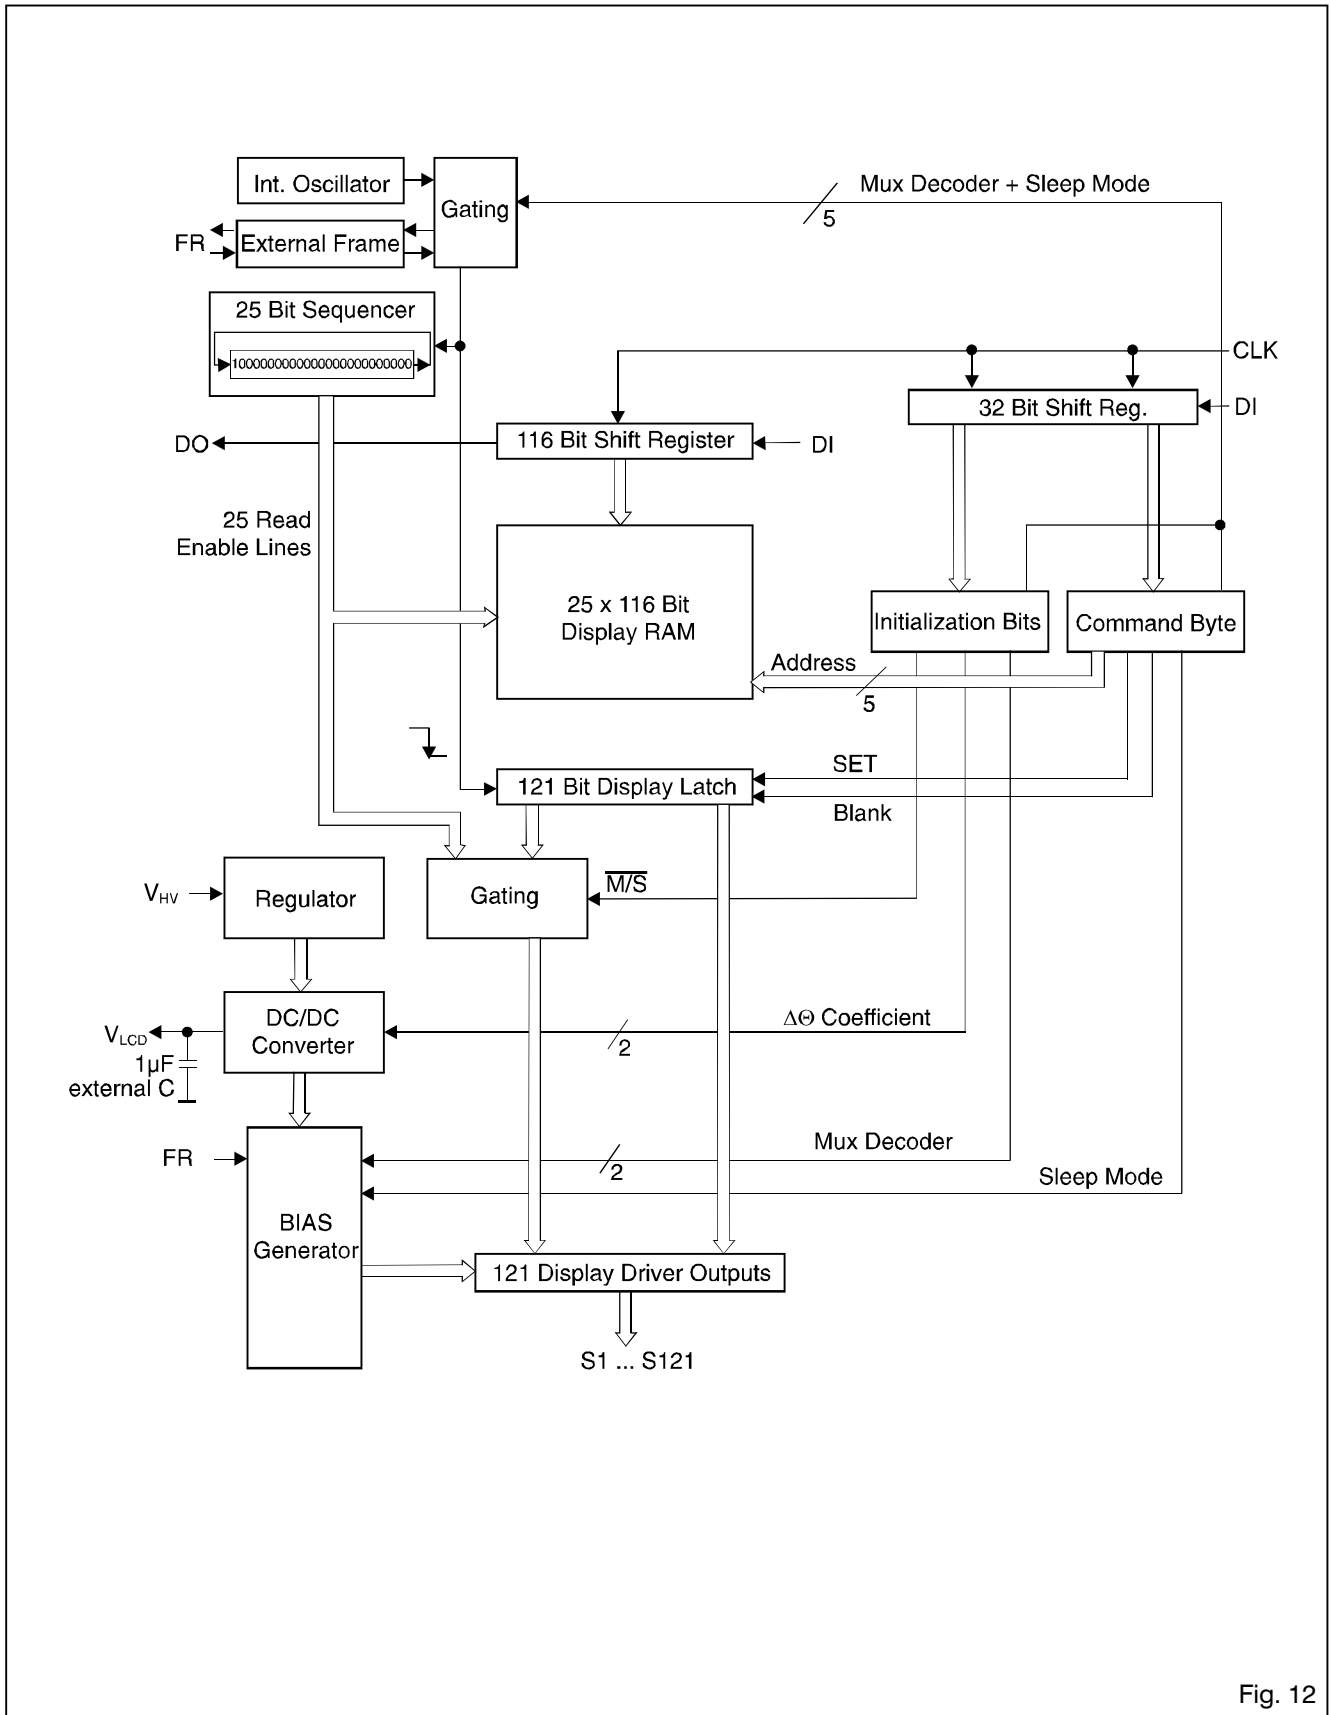 Int. Oscillator
Gating
Mux Decoder + Sleep Mode
5
FR
External Frame
25 Bit Sequencer
1000000000000000000000000
CLK
32 Bit Shift Reg.
DI
DO
116 Bit Shift Register
DI
25 Read
Enable Lines
25 x 116 Bit
Display RAM
Initialization Bits
Command Byte
Address
5
SET
121 Bit Display Latch
Blank
VHV
Regulator
Gating
M/S
DC/DC
Converter
ΔΘ Coefficient
2
VLCD
1µF
external C
FR
Mux Decoder
2
Sleep Mode
BIAS
Generator
121 Display Driver Outputs
S1 ... S121
Fig. 12